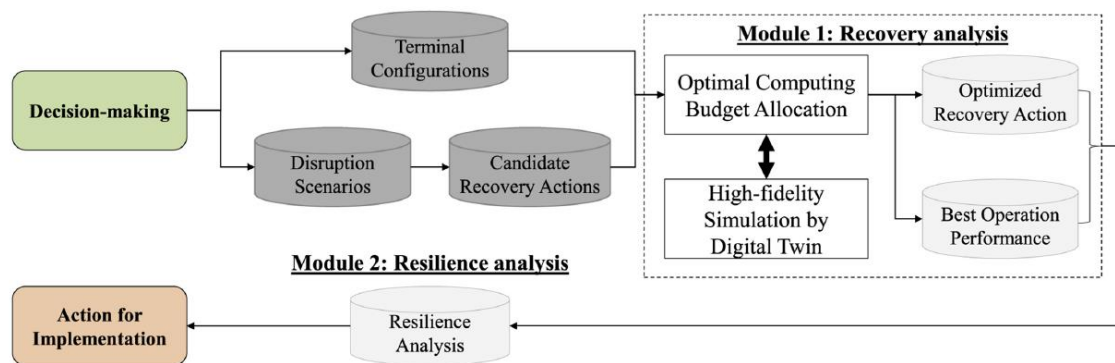 Decision-making
Terminal
Configurations
Disruption
Scenarios
Candidate
Recovery Actions
Module 1: Recovery analysis
Optimal Computing
Budget Allocation
High-fidelity
Simulation by
Digital Twin
Optimized
Recovery Action
Best Operation
Performance
Module 2: Resilience analysis
Action for
Implementation
Resilience
Analysis